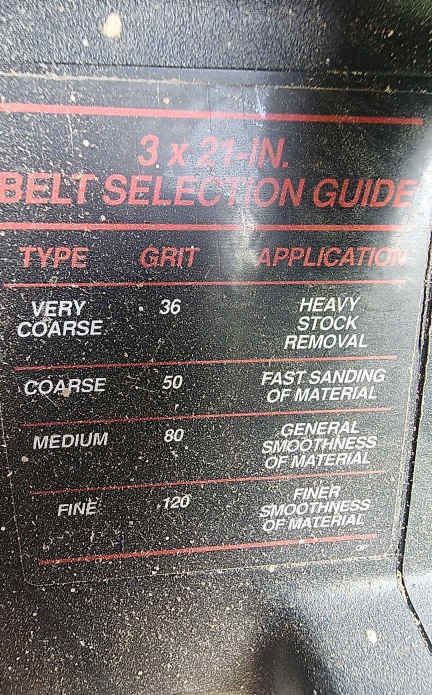 3 x 21-IN.
BELT SELECTION GUIDE
TYPE GRIT APPLICATION
VERY COARSE 36 HEAVY STOCK REMOVAL
COARSE 50 FAST SANDING OF MATERIAL
MEDIUM 80 GENERAL SMOOTHNESS OF MATERIAL
FINE 120 FINER SMOOTHNESS OF MATERIAL